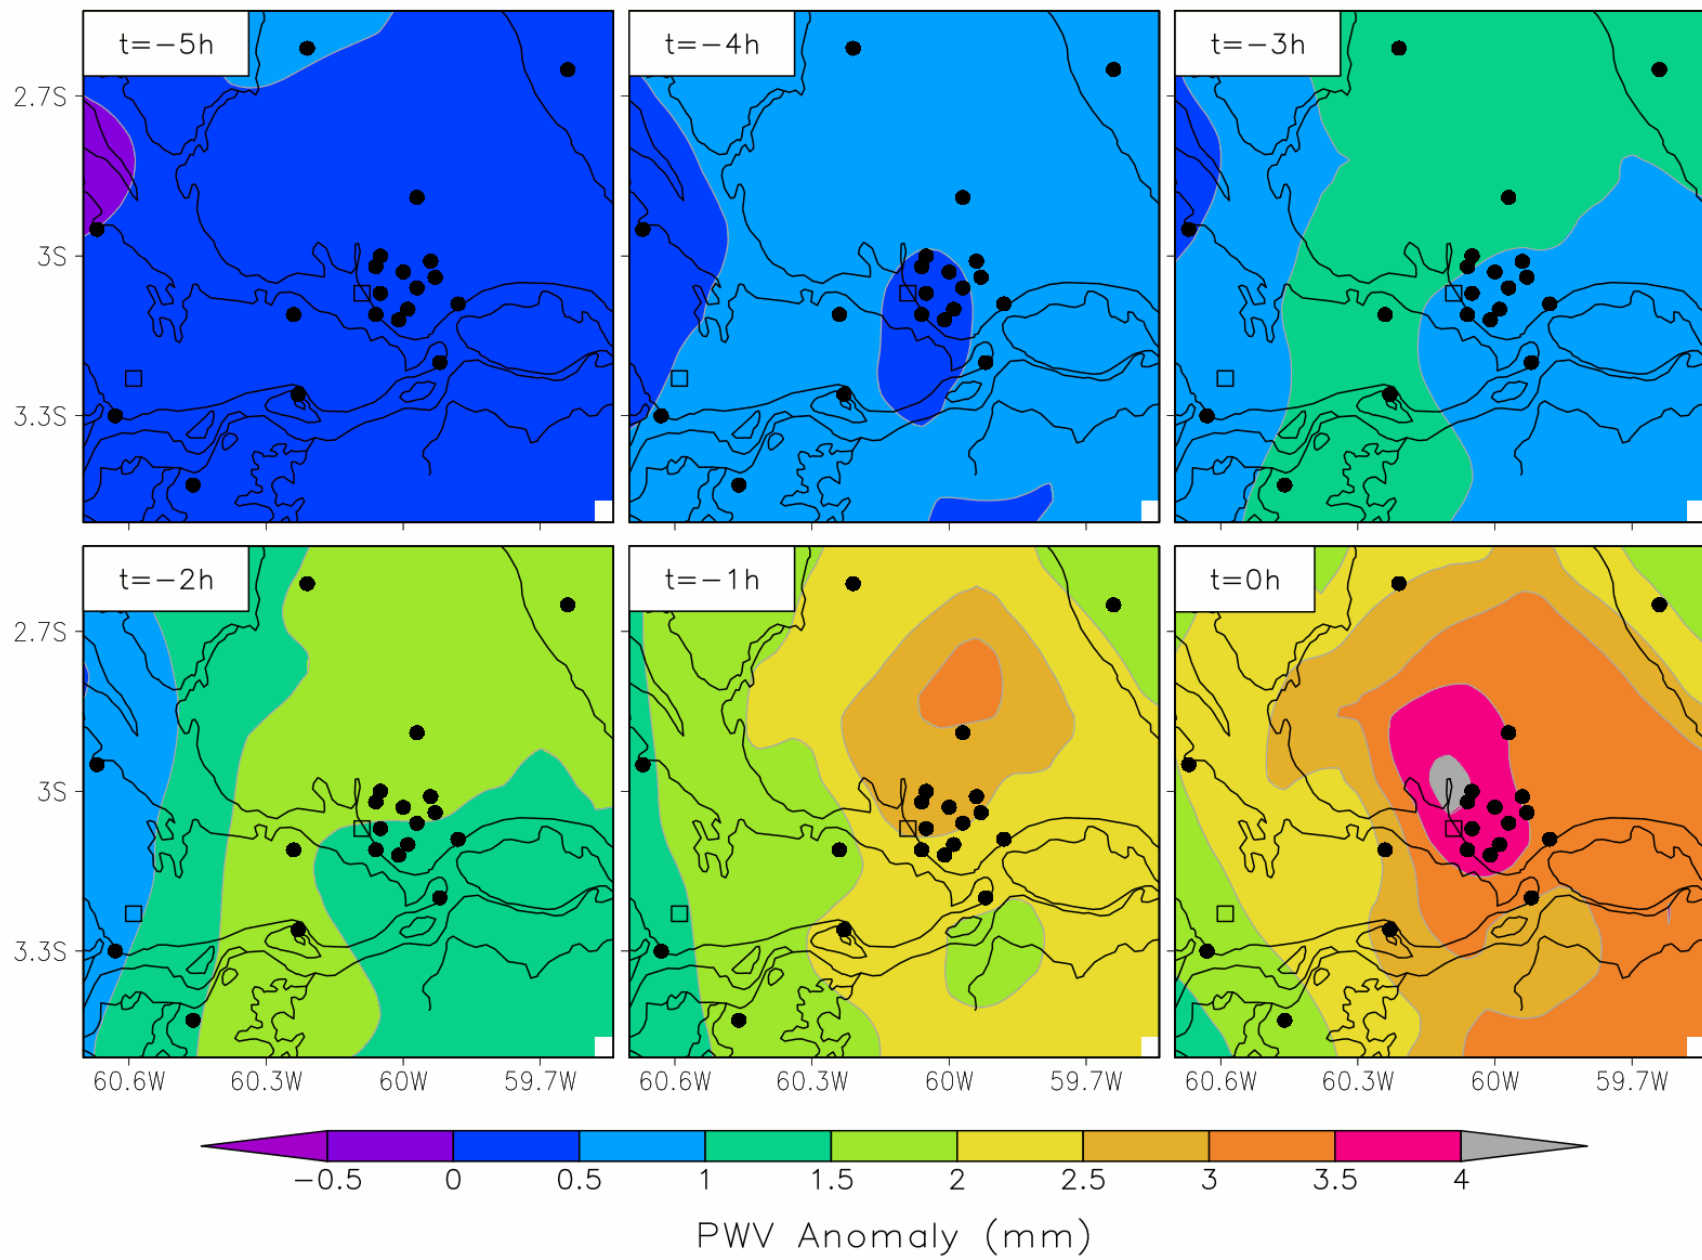 t=−5h
t=−4h
t=−3h
2.7S
3S
3.3S
t=−2h
t=−1h
t=0h
2.7S
3S
3.3S
60.6W 60.3W 60W 59.7W 60.6W 60.3W 60W 59.7W 60.6W 60.3W 60W 59.7W
−0.5 0 0.5 1 1.5 2 2.5 3 3.5 4
PWV Anomaly (mm)